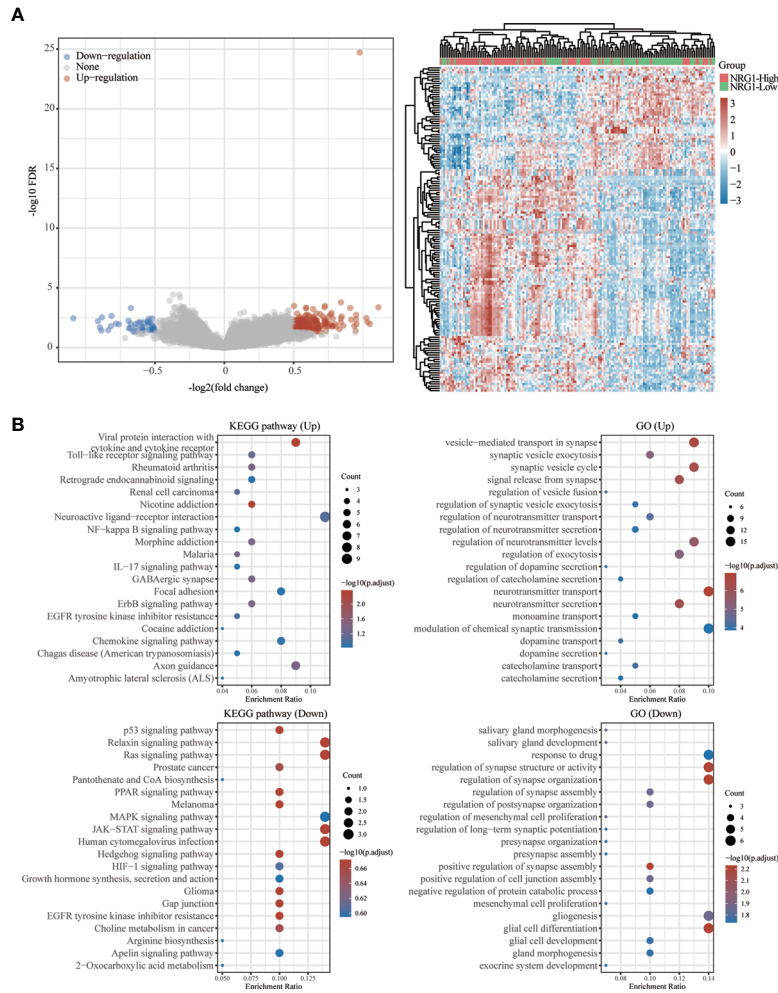 A
Down-regulation
None
Up-regulation
25
20
15
10
5
0
-log10 FDR
−0.5
0
0.5
-log2(fold change)
Group
NRG1-High
NRG1-Low
3
2
1
0
−1
−2
−3
B
KEGG pathway (Up)
Viral protein interaction with
cytokine and cytokine receptor
Toll−like receptor signaling pathway
Rheumatoid arthritis
Retrograde endocannabinoid signaling
Renal cell carcinoma
Nicotine addiction
Neuroactive ligand−receptor interaction
NF−kappa B signaling pathway
Morphine addiction
Malaria
IL−17 signaling pathway
GABAergic synapse
Focal adhesion
ErbB signaling pathway
EGFR tyrosine kinase inhibitor resistance
Cocaine addiction
Chemokine signaling pathway
Chagas disease (American trypanosomiasis)
Axon guidance
Amyotrophic lateral sclerosis (ALS)
0.04 0.06 0.08 0.10
Enrichment Ratio
Count
3
4
5
6
7
8
9
−log10(p.adjust)
2.0
1.6
1.2
GO (Up)
vesicle−mediated transport in synapse
synaptic vesicle exocytosis
synaptic vesicle cycle
signal release from synapse
regulation of vesicle fusion
regulation of synaptic vesicle exocytosis
regulation of neurotransmitter transport
regulation of neurotransmitter secretion
regulation of neurotransmitter levels
regulation of exocytosis
regulation of dopamine secretion
regulation of catecholamine secretion
neurotransmitter transport
neurotransmitter secretion
monoamine transport
modulation of chemical synaptic transmission
dopamine transport
dopamine secretion
catecholamine transport
catecholamine secretion
0.04 0.06 0.08 0.10
Enrichment Ratio
Count
6
9
12
15
−log10(p.adjust)
6
5
4
KEGG pathway (Down)
p53 signaling pathway
Relaxin signaling pathway
Ras signaling pathway
Prostate cancer
Pantothenate and CoA biosynthesis
PPAR signaling pathway
Melanoma
MAPK signaling pathway
JAK−STAT signaling pathway
Human cytomegalovirus infection
Hedgehog signaling pathway
HIF−1 signaling pathway
Growth hormone synthesis, secretion and action
Glioma
Gap junction
EGFR tyrosine kinase inhibitor resistance
Choline metabolism in cancer
Arginine biosynthesis
Apelin signaling pathway
2−Oxocarboxylic acid metabolism
0.050 0.075 0.100 0.125
Enrichment Ratio
Count
1.0
1.5
2.0
2.5
3.0
−log10(p.adjust)
0.66
0.64
0.62
0.60
GO (Down)
salivary gland morphogenesis
salivary gland development
response to drug
regulation of synapse structure or activity
regulation of synapse organization
regulation of synapse assembly
regulation of postsynapse organization
regulation of mesenchymal cell proliferation
regulation of long−term synaptic potentiation
presynapse organization
presynapse assembly
positive regulation of synapse assembly
positive regulation of cell junction assembly
negative regulation of protein catabolic process
mesenchymal cell proliferation
gliogenesis
glial cell differentiation
glial cell development
gland morphogenesis
exocrine system development
0.08 0.10 0.12 0.14
Enrichment Ratio
Count
3
4
5
6
−log10(p.adjust)
2.2
2.1
2.0
1.9
1.8